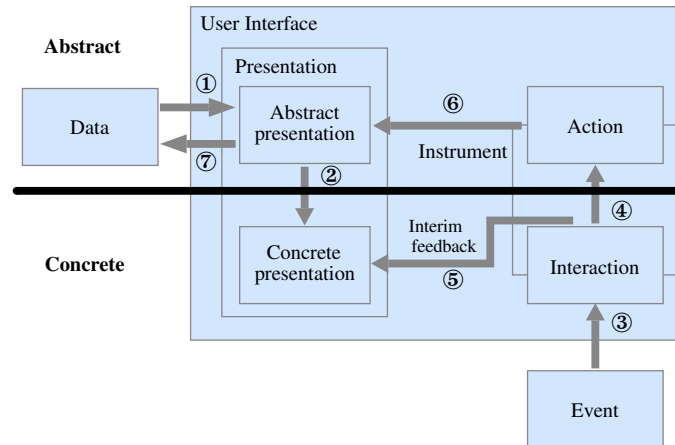 User Interface
Abstract
Presentation
①
Data
Abstract
presentation
⑥
Action
⑦
Instrument
②
④
Interim
feedback
Concrete
Concrete
presentation
⑤
Interaction
③
Event